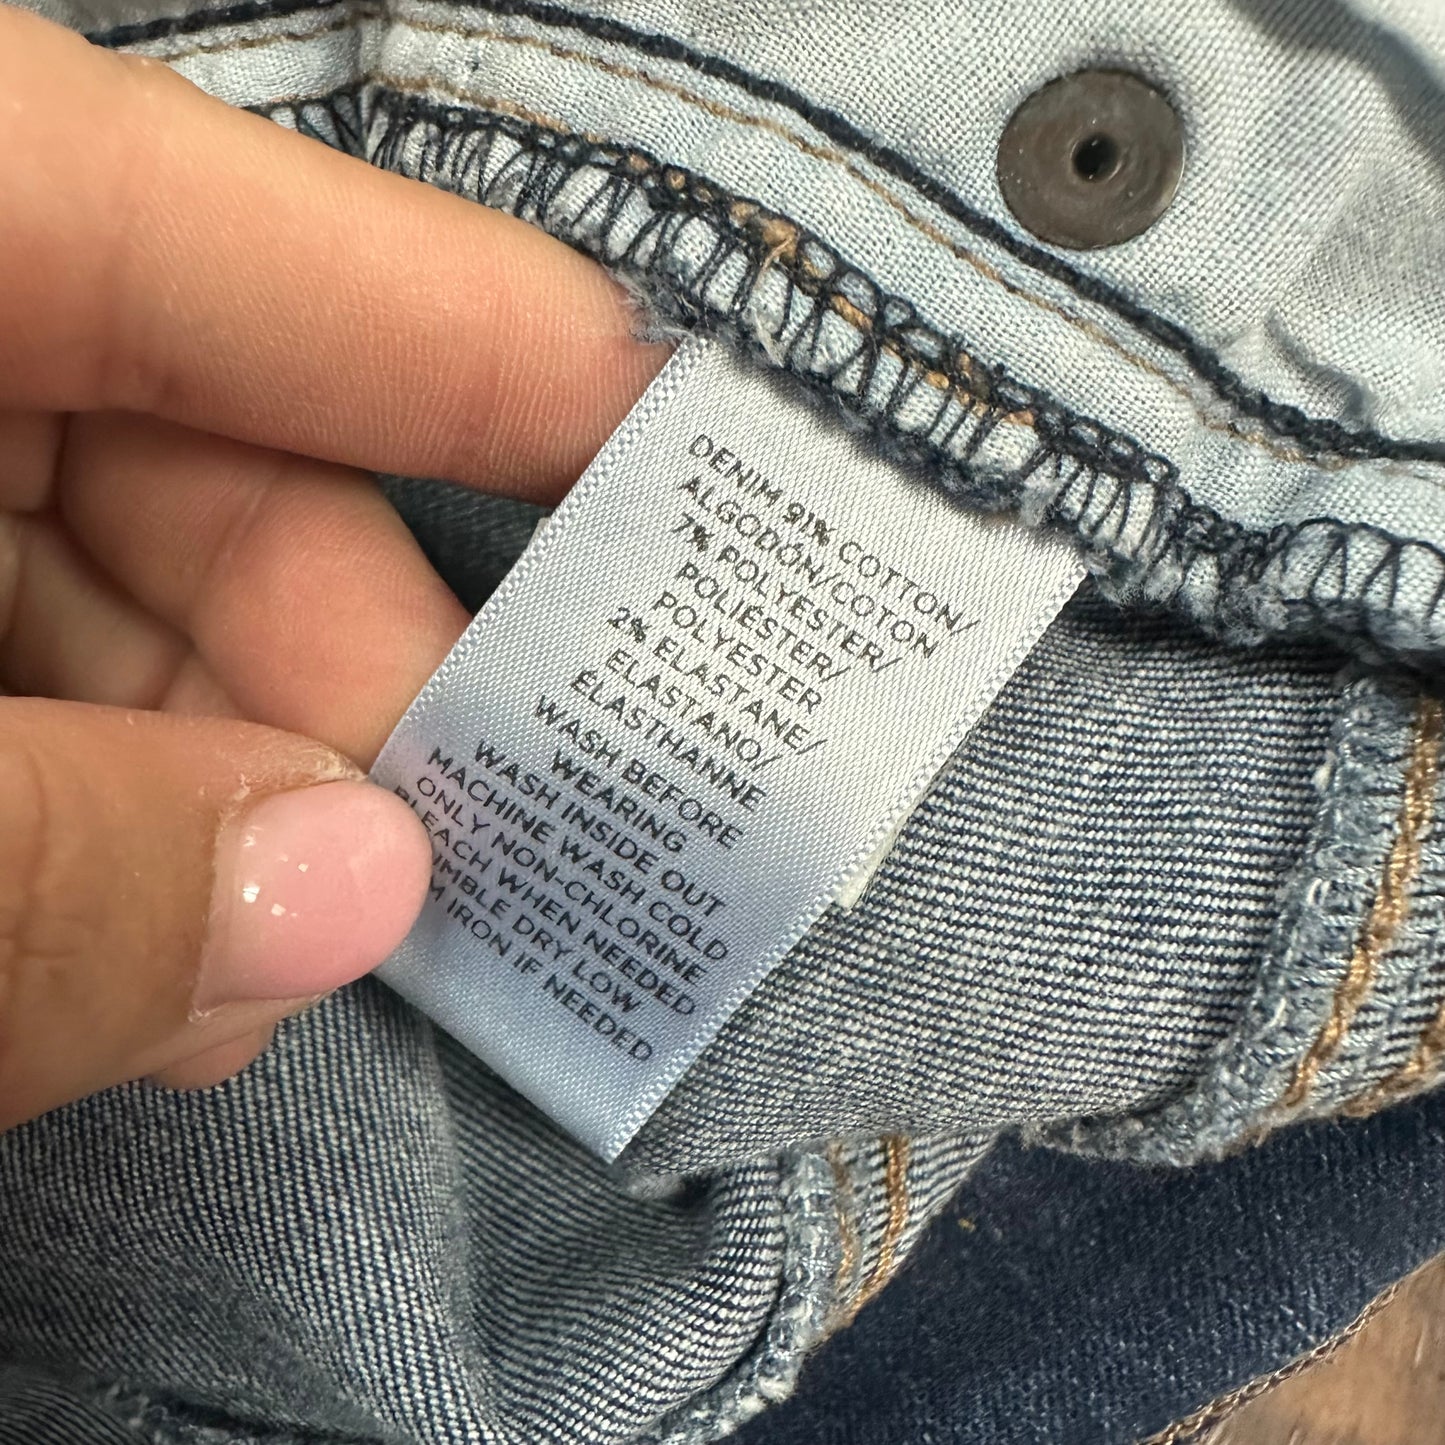 DENIM 91% COTTON/
ALGODÓN/COTON
7% POLYESTER/
POLIÉSTER/
POLYESTER
2% ELASTANE/
ELASTANO/
ÉLASTHANNE
WASH BEFORE
WEARING
WASH INSIDE OUT
MACHINE WASH COLD
ONLY NON-CHLORINE
BLEACH WHEN NEEDED
TUMBLE DRY LOW
IRON IF
NEEDED